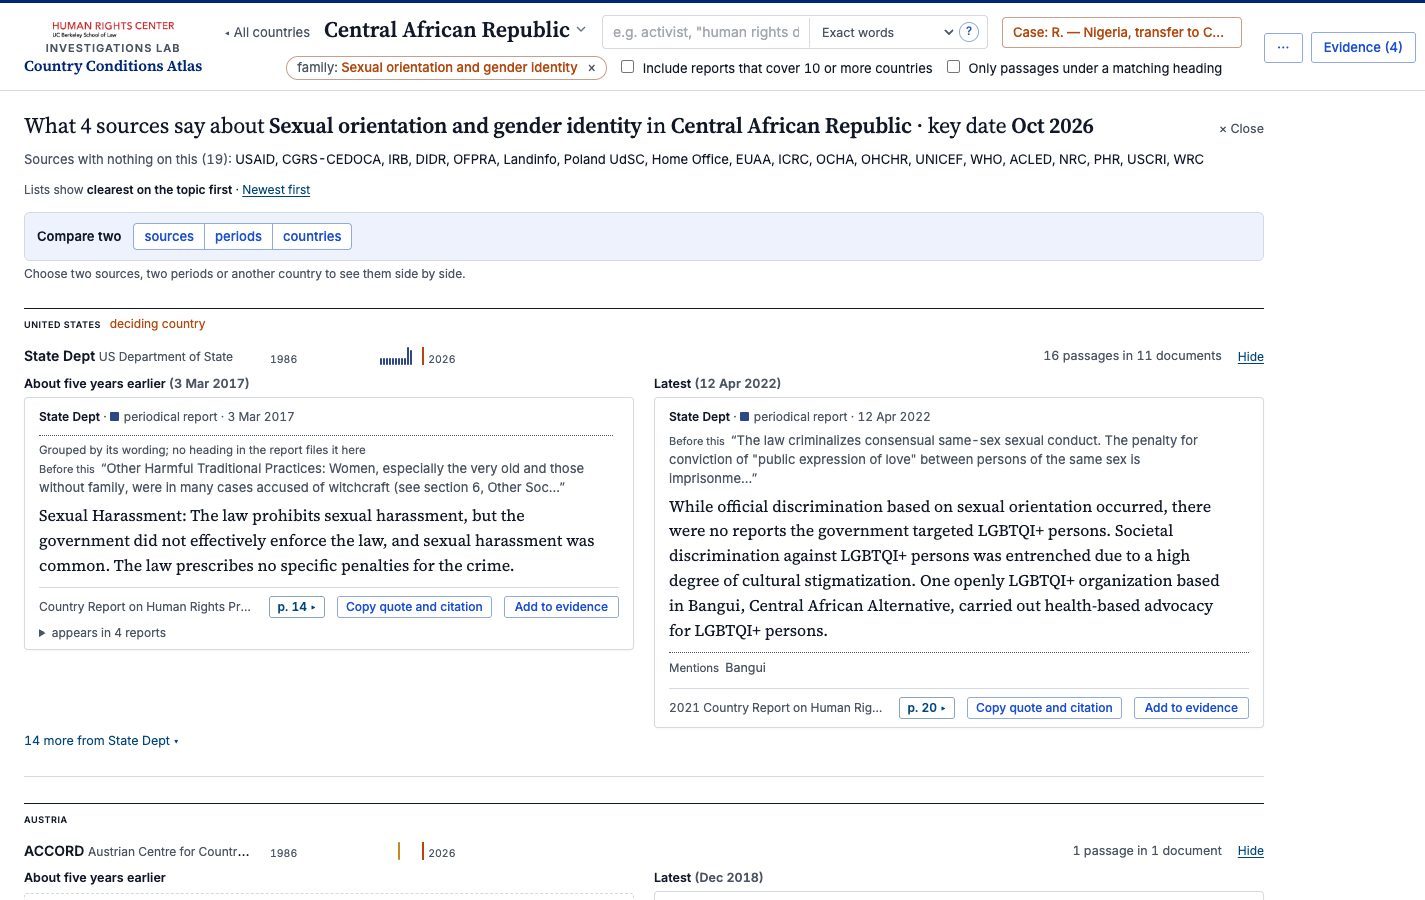 HUMAN RIGHTS CENTER
UC Berkeley School of Law
INVESTIGATIONS LAB
Country Conditions Atlas
◂ All countries
Central African Republic
e.g. activist, "human rights d
Exact words
?
Case: R. — Nigeria, transfer to C...
...
Evidence (4)
family: Sexual orientation and gender identity ×
Include reports that cover 10 or more countries
Only passages under a matching heading
What 4 sources say about Sexual orientation and gender identity in Central African Republic · key date Oct 2026
× Close
Sources with nothing on this (19): USAID, CGRS-CEDOCA, IRB, DIDR, OFPRA, Landinfo, Poland UdSC, Home Office, EUAA, ICRC, OCHA, OHCHR, UNICEF, WHO, ACLED, NRC, PHR, USCRI, WRC
Lists show clearest on the topic first · Newest first
Compare two sources periods countries
Choose two sources, two periods or another country to see them side by side.
UNITED STATES deciding country
State Dept US Department of State 1986 2026 16 passages in 11 documents Hide
About five years earlier (3 Mar 2017)
State Dept · periodical report · 3 Mar 2017
Grouped by its wording; no heading in the report files it here
Before this “Other Harmful Traditional Practices: Women, especially the very old and those
without family, were in many cases accused of witchcraft (see section 6, Other Soc...”
Sexual Harassment: The law prohibits sexual harassment, but the
government did not effectively enforce the law, and sexual harassment was
common. The law prescribes no specific penalties for the crime.
Country Report on Human Rights Pr... p. 14 ▸ Copy quote and citation Add to evidence
▶ appears in 4 reports
Latest (12 Apr 2022)
State Dept · periodical report · 12 Apr 2022
Before this “The law criminalizes consensual same-sex sexual conduct. The penalty for
conviction of "public expression of love" between persons of the same sex is
imprisonme...”
While official discrimination based on sexual orientation occurred, there
were no reports the government targeted LGBTQI+ persons. Societal
discrimination against LGBTQI+ persons was entrenched due to a high
degree of cultural stigmatization. One openly LGBTQI+ organization based
in Bangui, Central African Alternative, carried out health-based advocacy
for LGBTQI+ persons.
Mentions Bangui
2021 Country Report on Human Rig... p. 20 ▸ Copy quote and citation Add to evidence
14 more from State Dept ▾
AUSTRIA
ACCORD Austrian Centre for Countr... 1986 2026 1 passage in 1 document Hide
About five years earlier
Latest (Dec 2018)